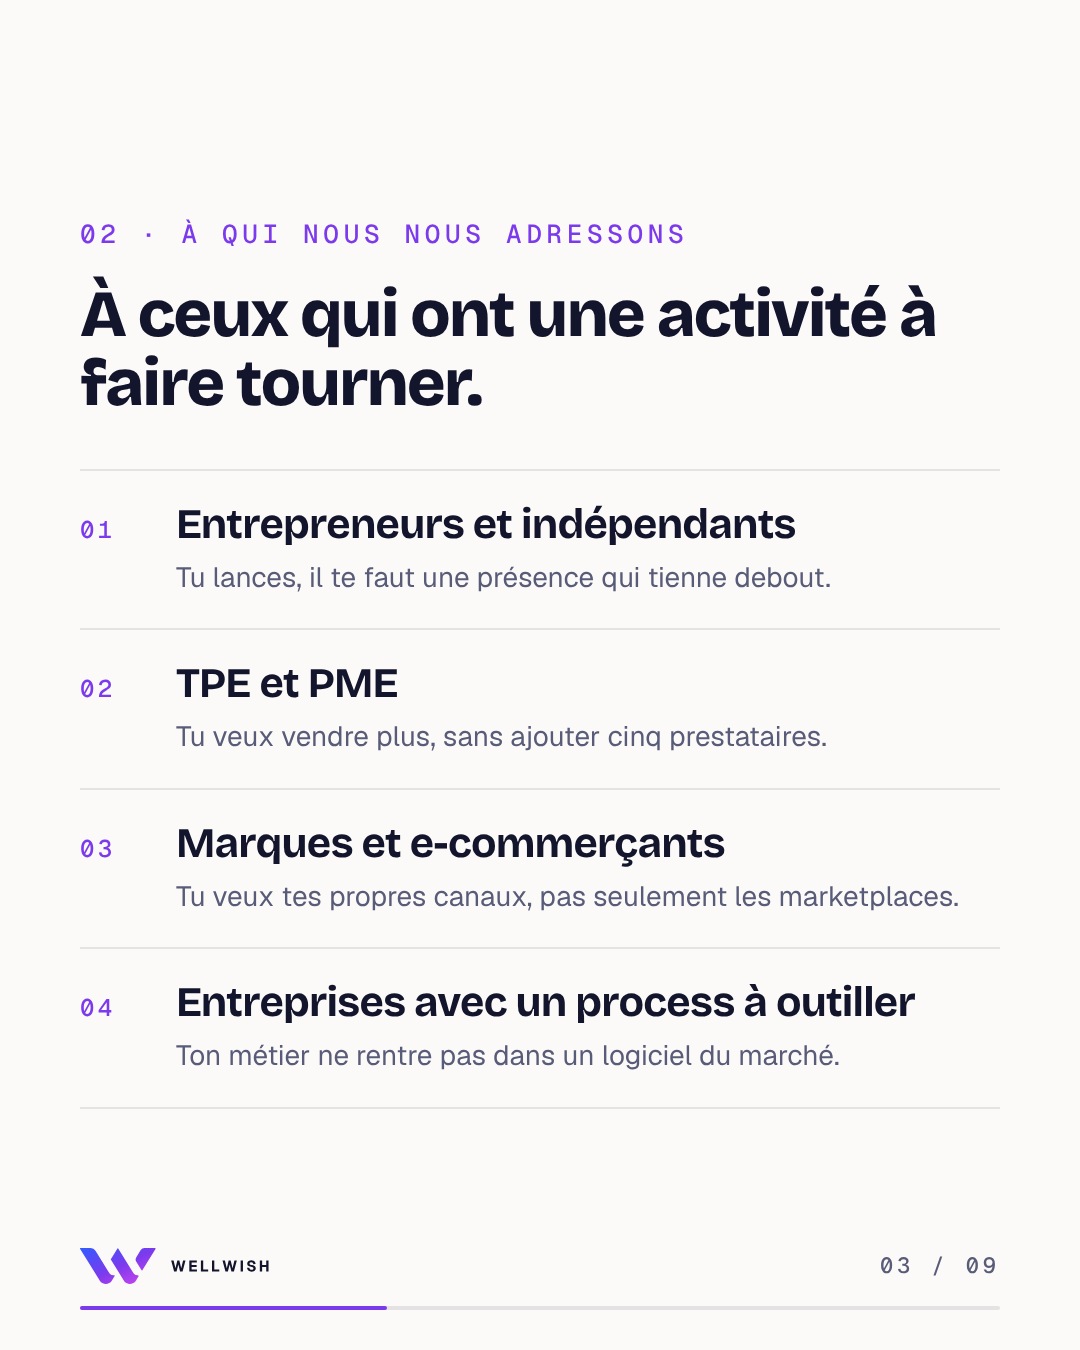 02 · À QUI NOUS NOUS ADRESSONS
À ceux qui ont une activité à
faire tourner.
01
Entrepreneurs et indépendants
Tu lances, il te faut une présence qui tienne debout.
02
TPE et PME
Tu veux vendre plus, sans ajouter cinq prestataires.
03
Marques et e-commerçants
Tu veux tes propres canaux, pas seulement les marketplaces.
04
Entreprises avec un process à outiller
Ton métier ne rentre pas dans un logiciel du marché.
WELLWISH
03 / 09